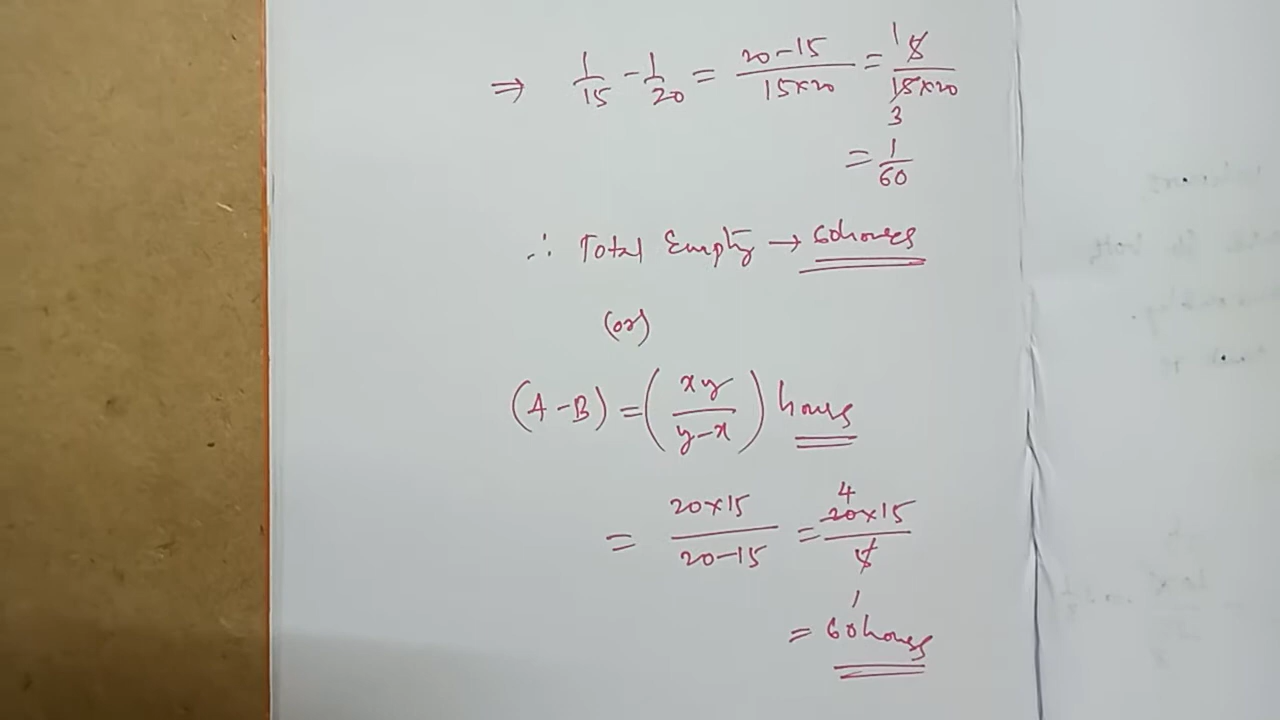 ⇒ 1/15 - 1/20 = 20-15/15×20 = 1 5/15×20 3
= 1/60
∴ Total Empty → 60hours
(or)
(A-B) = (xy/y-x) hours
= 20×15/20-15 = 4 20×15/5 1
= 60hours